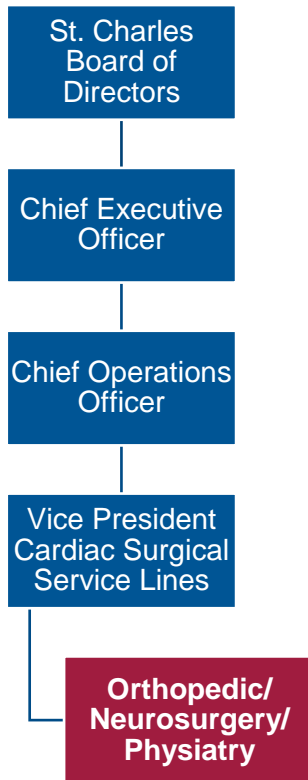 St. Charles
Board of
Directors
Chief Executive
Officer
Chief Operations
Officer
Vice President
Cardiac Surgical
Service Lines
Orthopedic/
Neurosurgery/
Physiatry